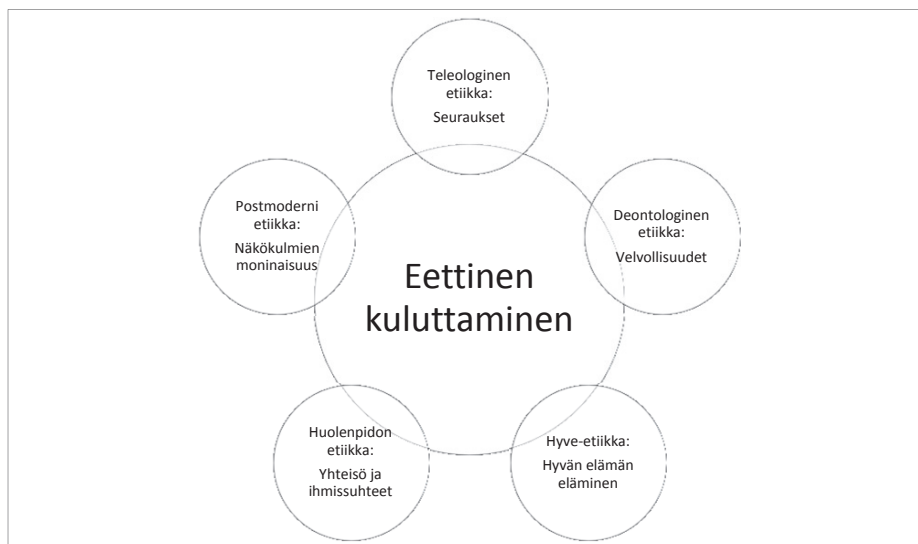 Teleologinen
etiikka:
Seuraukset
Postmoderni
etiikka:
Näkökulmien
moninaisuus
Deontologinen
etiikka:
Velvollisuudet
Eettinen
kuluttaminen
Huolenpidon
etiikka:
Yhteisö ja
ihmissuhteet
Hyve-etiikka:
Hyvän elämän
eläminen